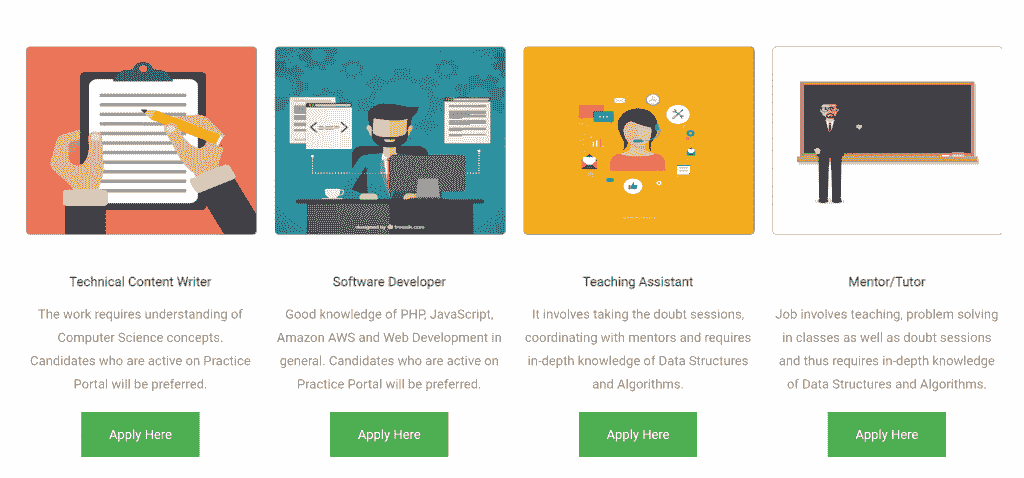 designed by freepik.com
Technical Content Writer
The work requires understanding of
Computer Science concepts.
Candidates who are active on Practice
Portal will be preferred.
Apply Here
Software Developer
Good knowledge of PHP, JavaScript,
Amazon AWS and Web Development in
general. Candidates who are active on
Practice Portal will be preferred.
Apply Here
Teaching Assistant
It involves taking the doubt sessions,
coordinating with mentors and requires
in-depth knowledge of Data Structures
and Algorithms.
Apply Here
Mentor/Tutor
Job involves teaching, problem solving
in classes as well as doubt sessions
and thus requires in-depth knowledge
of Data Structures and Algorithms.
Apply Here